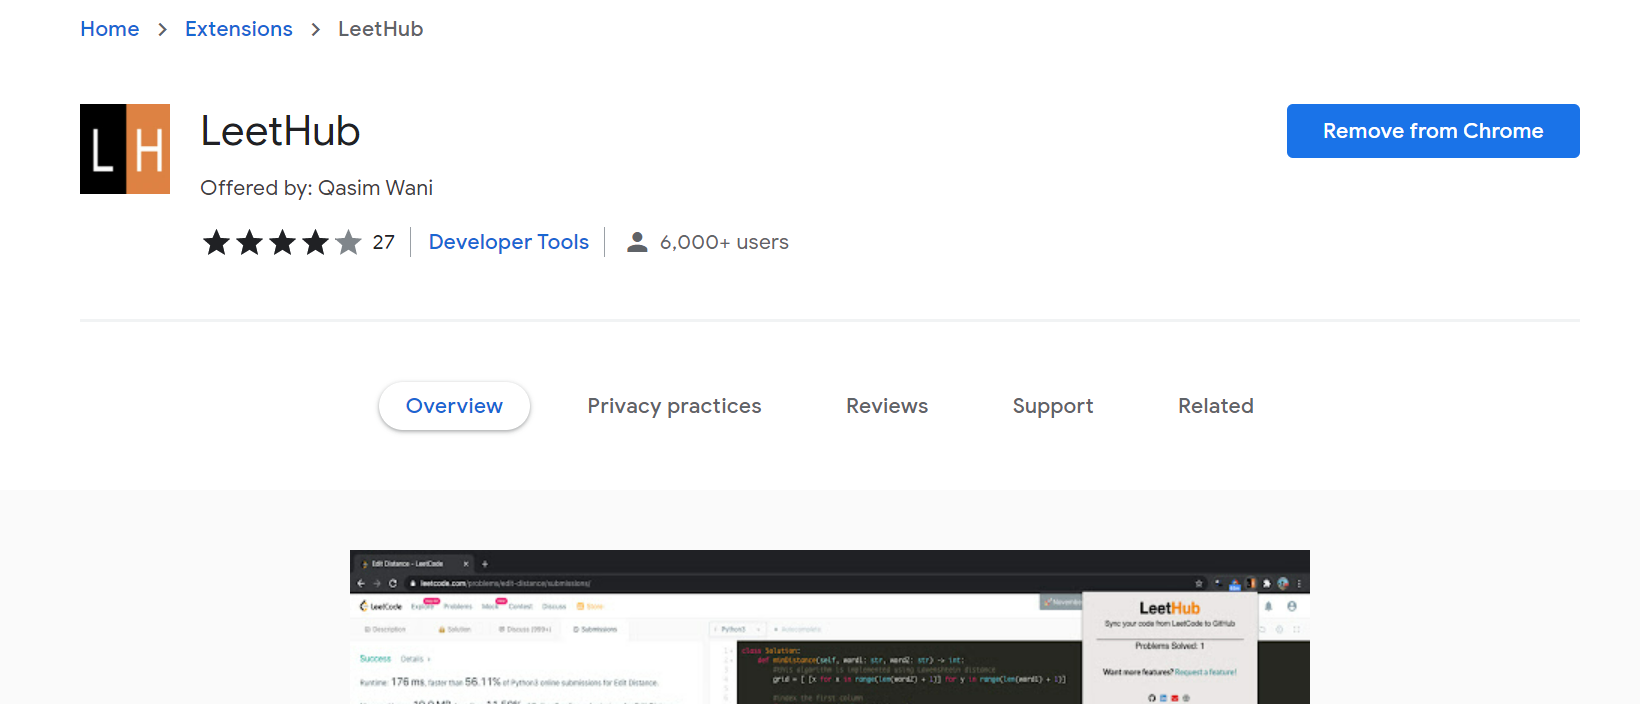 Home > Extensions > LeetHub
LH
LeetHub
Remove from Chrome
Offered by: Qasim Wani
27 Developer Tools 6,000+ users
Overview Privacy practices Reviews Support Related
Edit Distance - LeetCode
leetcode.com/problems/edit-distance/submissions/
LeetCode Explore Problems Mock Contest Discuss Store
LeetHub
Sync your code from LeetCode to GitHub
Description Solution Discuss (999+) Submissions
Python3 Autocomplete
Problems Solved: 1
Success Details >
class Solution:
def minDistance(self, word1: str, word2: str) -> int:
#this algorithm is implemented using Levenshtein distance
Want more features? Request a feature!
Runtime: 176 ms, faster than 56.11% of Python3 online submissions for Edit Distance.
grid = [ [x for x in range(len(word2) + 1)] for y in range(len(word1) + 1)]
#index the first column